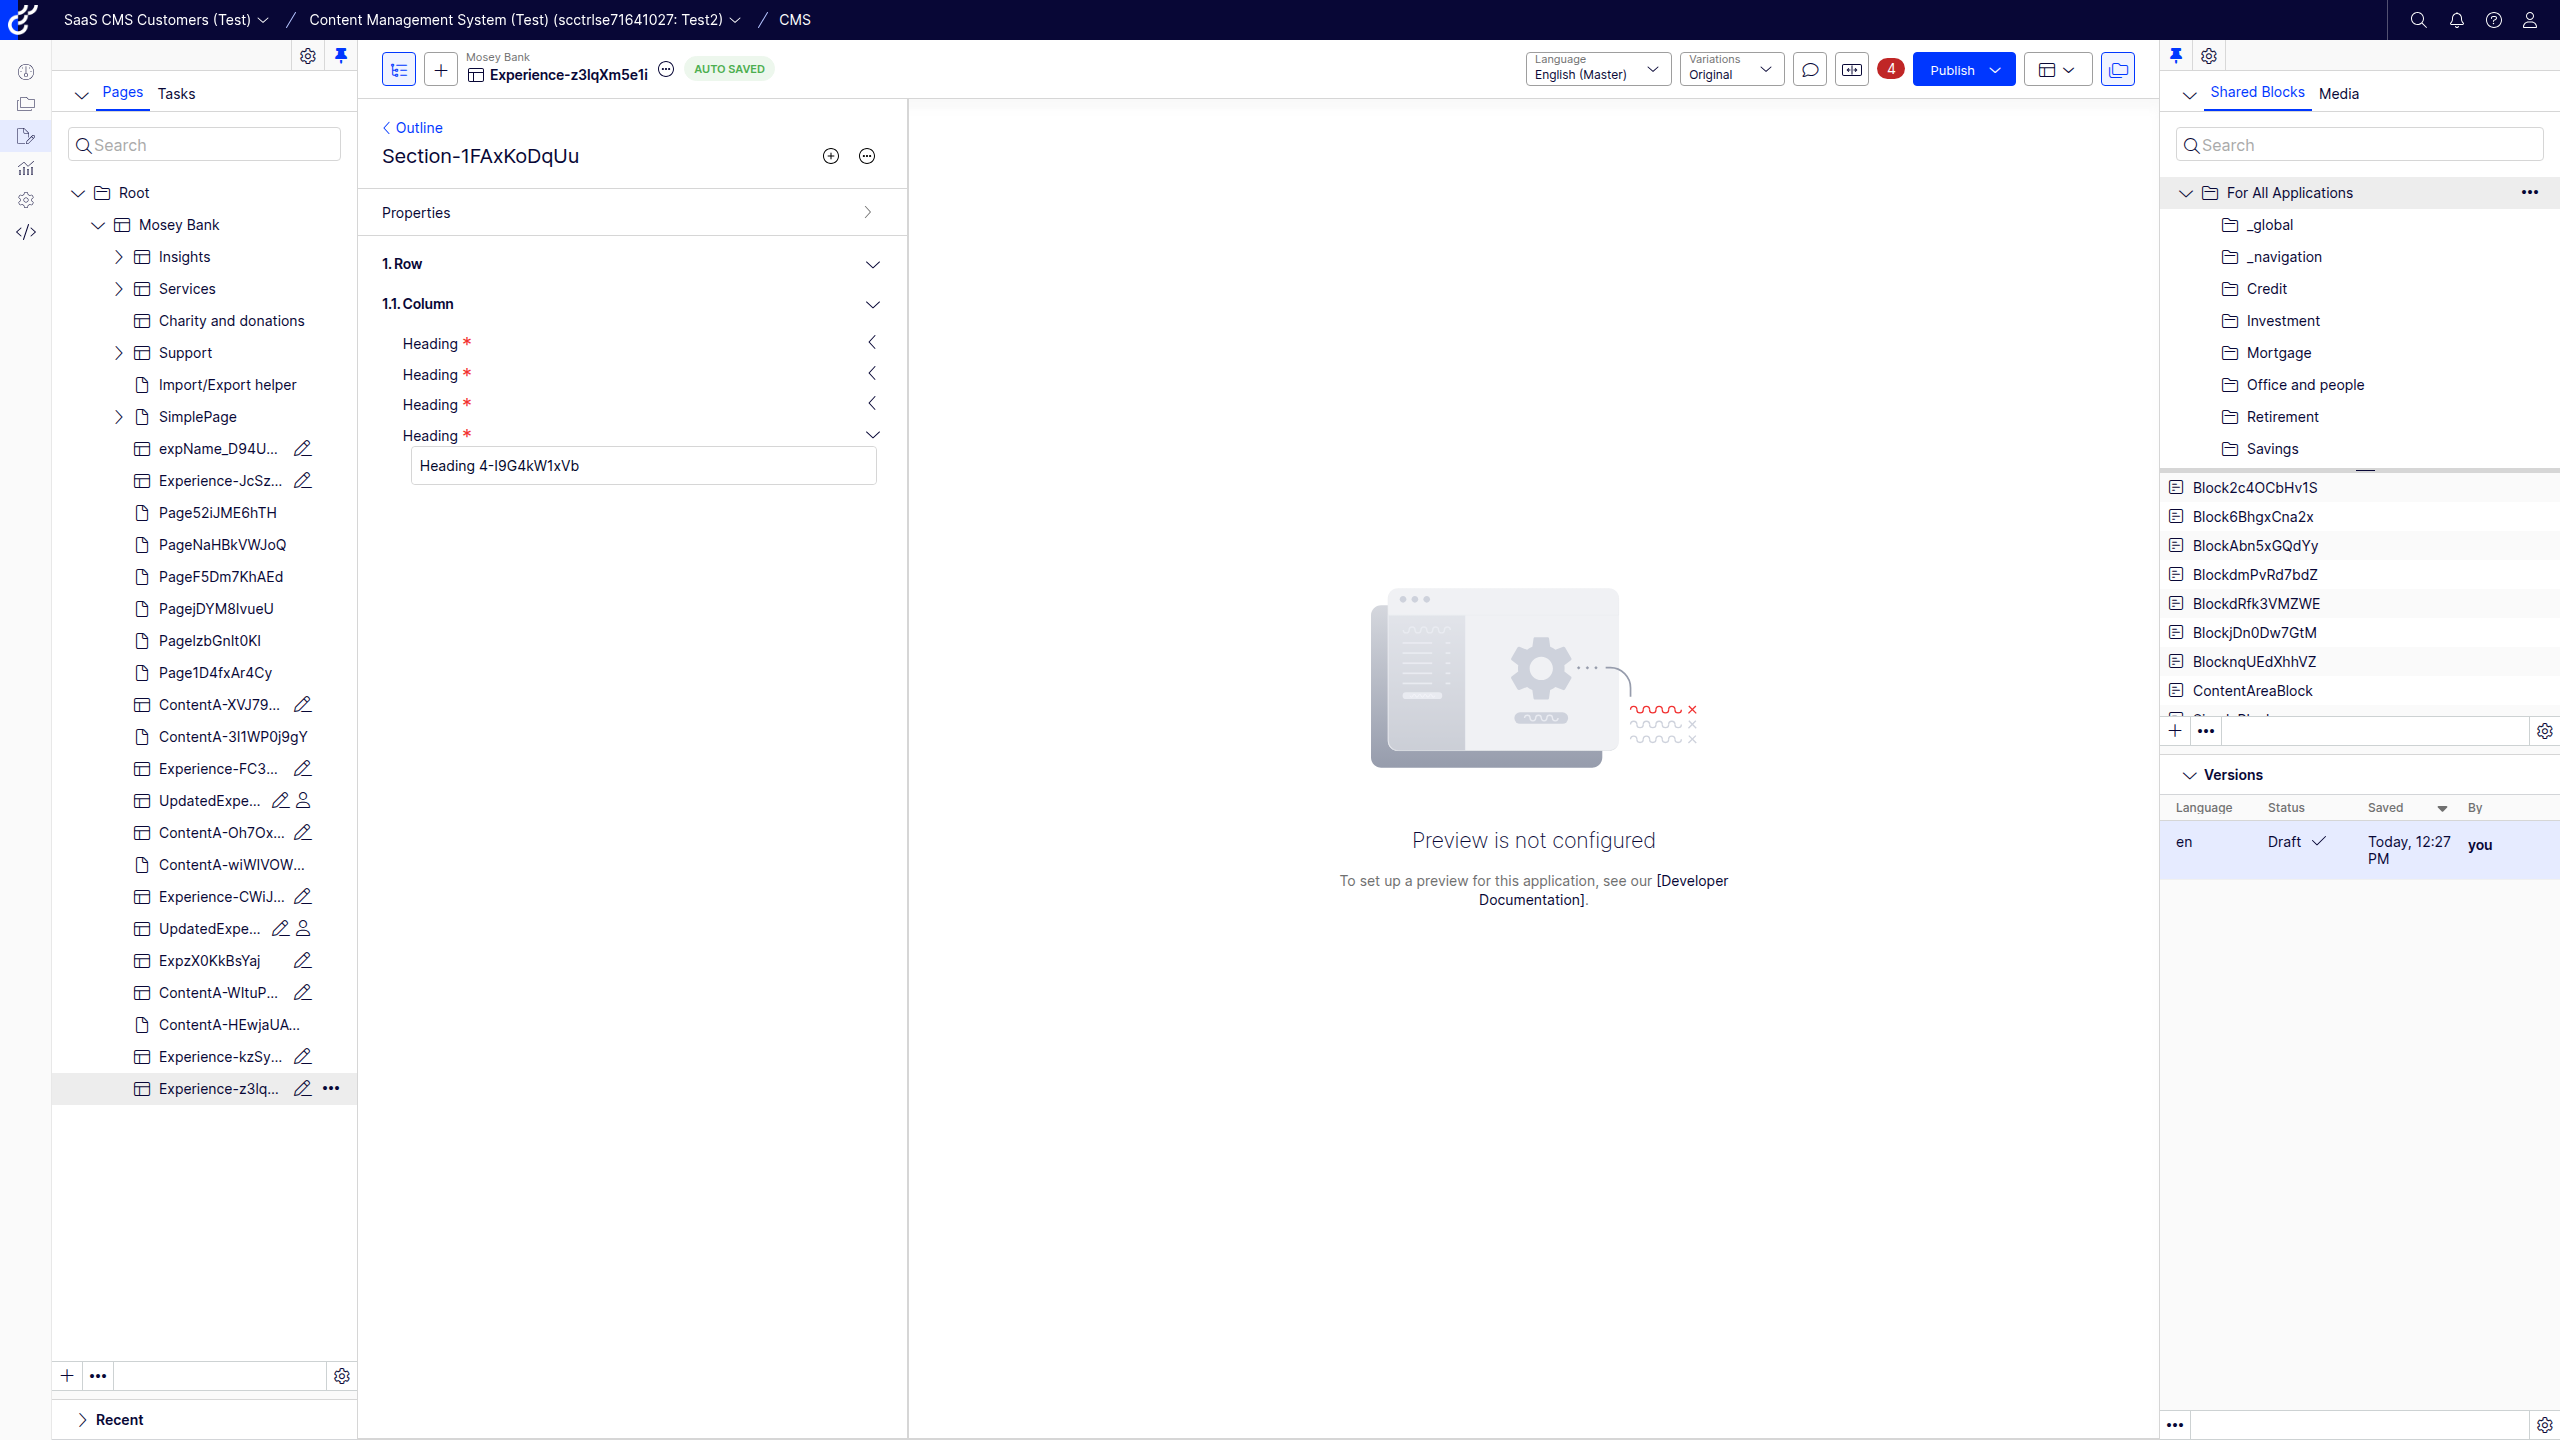 SaaS CMS Customers (Test) / Content Management System (Test) (scctrlse71641027: Test2) / CMS
Pages Tasks
Search
Root
Mosey Bank
Insights
Services
Charity and donations
Support
Import/Export helper
SimplePage
expName_D94U...
Experience-JcSz...
Page52iJME6hTH
PageNaHBkVWJoQ
PageF5Dm7KhAEd
PagejDYM8IvueU
PageIzbGnIt0KI
Page1D4fxAr4Cy
ContentA-XVJ79...
ContentA-3I1WP0j9gY
Experience-FC3...
UpdatedExpe...
ContentA-Oh7Ox...
ContentA-wiWIVOW...
Experience-CWiJ...
UpdatedExpe...
ExpzX0KkBsYaj
ContentA-WItuP...
ContentA-HEwjaUA...
Experience-kzSy...
Experience-z3Iq...
Recent
Mosey Bank
Experience-z3IqXm5e1i
AUTO SAVED
Language
English (Master)
Variations
Original
4
Publish
Outline
Section-1FAxKoDqUu
Properties
1. Row
1.1. Column
Heading *
Heading *
Heading *
Heading *
Heading 4-I9G4kW1xVb
Preview is not configured
To set up a preview for this application, see our [Developer
Documentation].
Shared Blocks Media
Search
For All Applications
_global
_navigation
Credit
Investment
Mortgage
Office and people
Retirement
Savings
Block2c4OCbHv1S
Block6BhgxCna2x
BlockAbn5xGQdYy
BlockdmPvRd7bdZ
BlockdRfk3VMZWE
BlockjDn0Dw7GtM
BlocknqUEdXhhVZ
ContentAreaBlock
Versions
Language Status Saved By
en Draft Today, 12:27 PM you